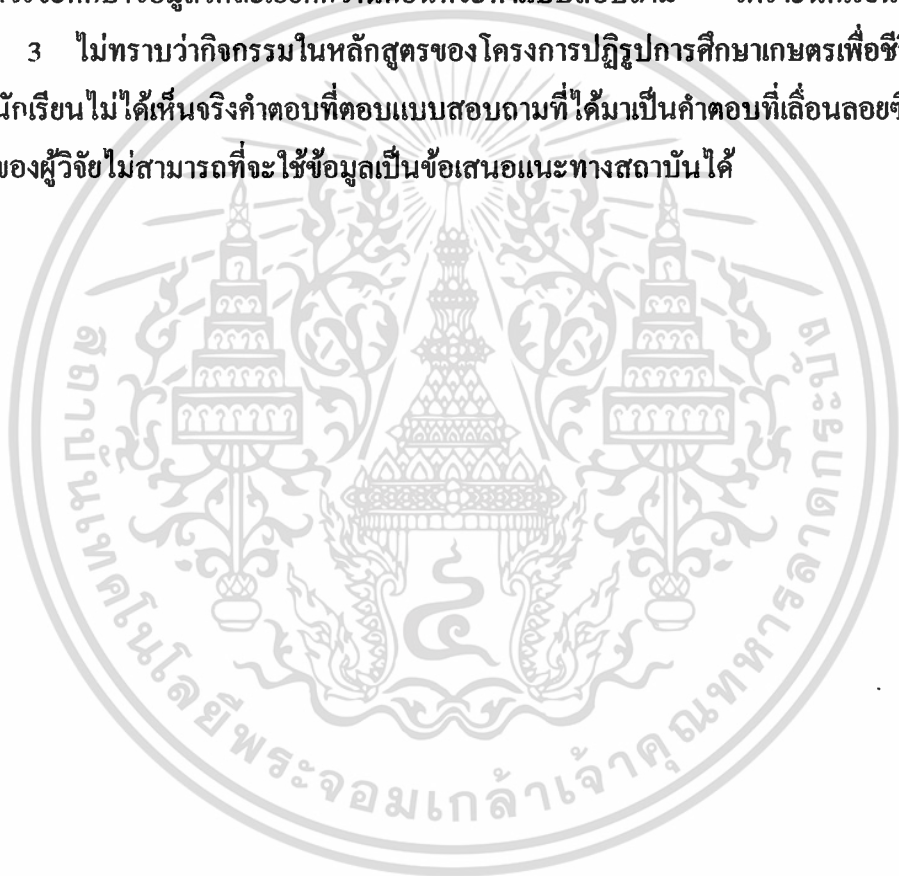 3 ไม่ทราบว่ากิจกรรมในหลักสูตรของโครงการปฏิรูปการศึกษาเกษตรเพื่อชี
นักเรียนไม่ได้เห็นจริงคำตอบที่ตอบแบบสอบถามที่ได้มาเป็นคำตอบที่เลื่อนลอย
ของผู้วิจัยไม่สามารถที่จะใช้ข้อมูลเป็นข้อเสนอแนะทางสถาบันได้
สถาบันเทคโนโลยีพระจอมเกล้าเจ้าคุณทหารลาดกระบัง